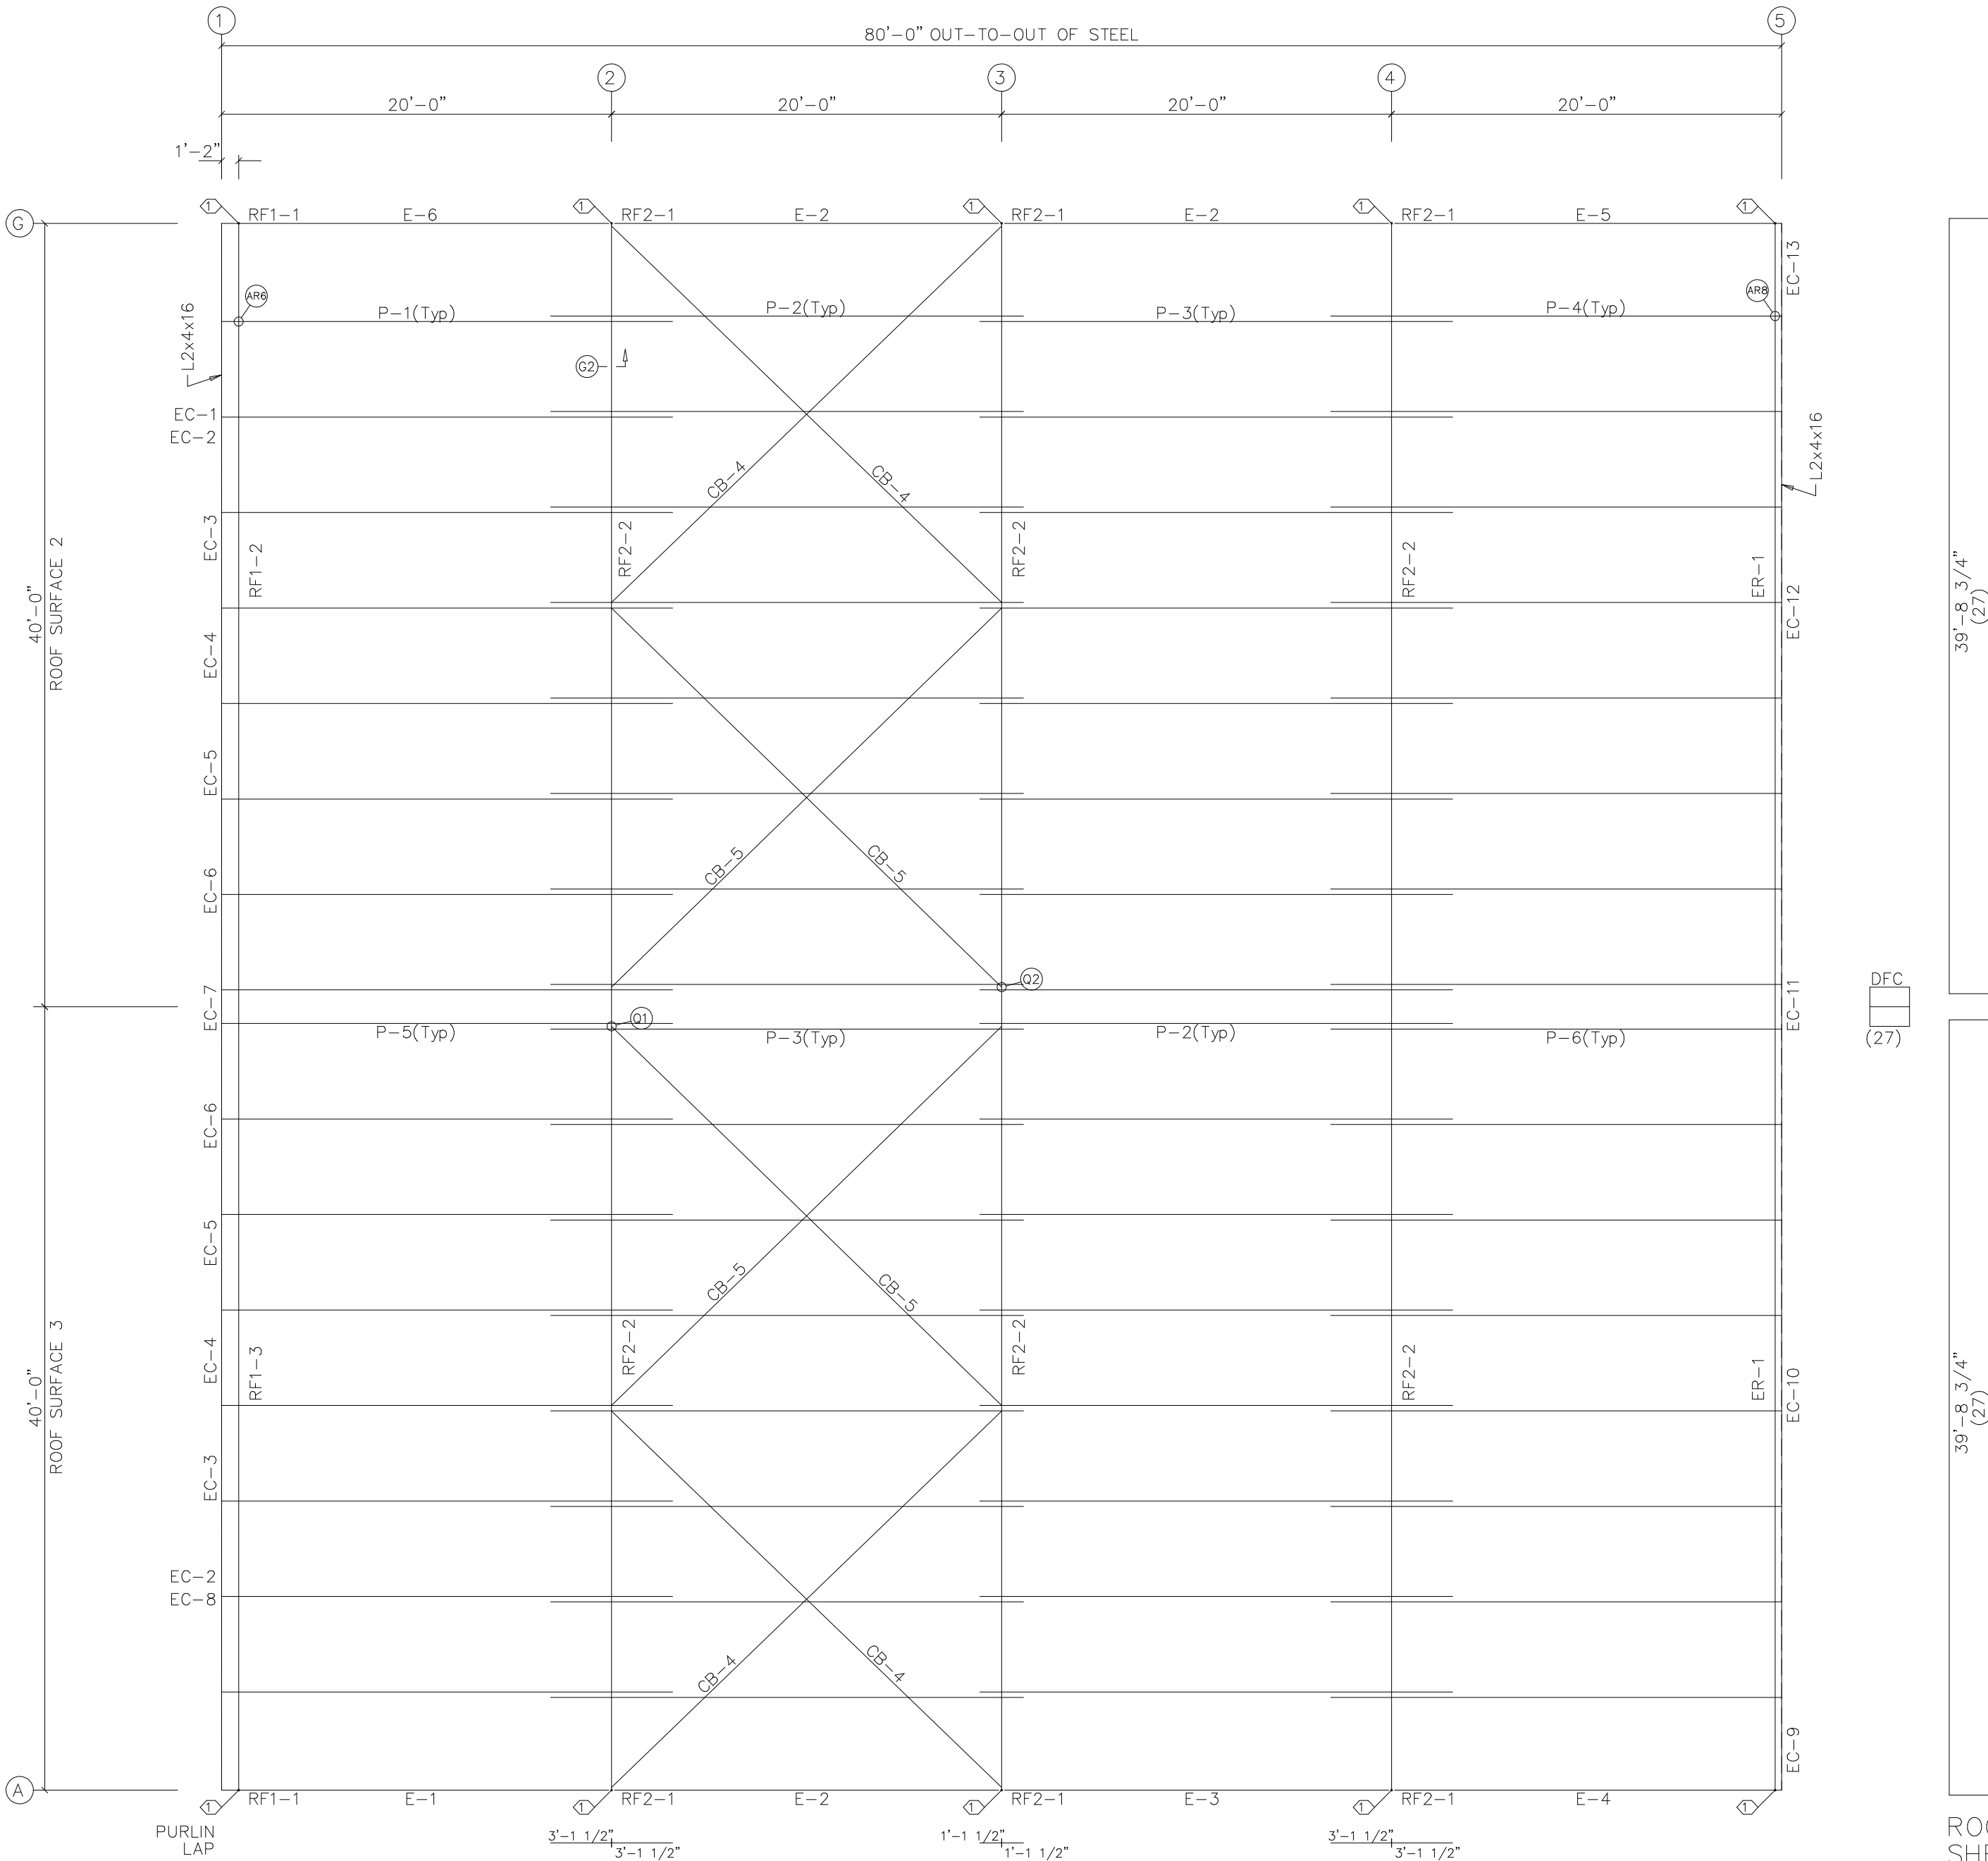 1
5
80'-0" OUT-TO-OUT OF STEEL
2
3
4
20'-0"
20'-0"
20'-0"
20'-0"
1'-2"
1
1
1
1
1
G
RF1-1
E-6
RF2-1
E-2
RF2-1
E-2
RF2-1
E-5
EC-13
AR6
AR8
P-1(Typ)
P-2(Typ)
P-3(Typ)
P-4(Typ)
L2x4x16
G2
EC-1
EC-2
L2x4x16
CB-4
CB-4
EC-3
RF1-2
RF2-2
RF2-2
RF2-2
ER-1
40'-0"
ROOF SURFACE 2
39'-8 3/4"
(27)
EC-12
EC-4
EC-5
CB-5
CB-5
EC-6
EC-7
Q2
EC-11
DFC
(27)
Q1
P-5(Typ)
P-3(Typ)
P-2(Typ)
P-6(Typ)
EC-6
EC-5
CB-5
CB-5
EC-4
RF1-3
RF2-2
RF2-2
RF2-2
ER-1
EC-10
40'-0"
ROOF SURFACE 3
39'-8 3/4"
(27)
EC-3
EC-2
EC-8
CB-4
CB-4
EC-9
A
RF1-1
E-1
RF2-1
E-2
RF2-1
E-3
RF2-1
E-4
1
1
1
1
1
PURLIN
LAP
3'-1 1/2"
3'-1 1/2"
1'-1 1/2"
1'-1 1/2"
3'-1 1/2"
3'-1 1/2"